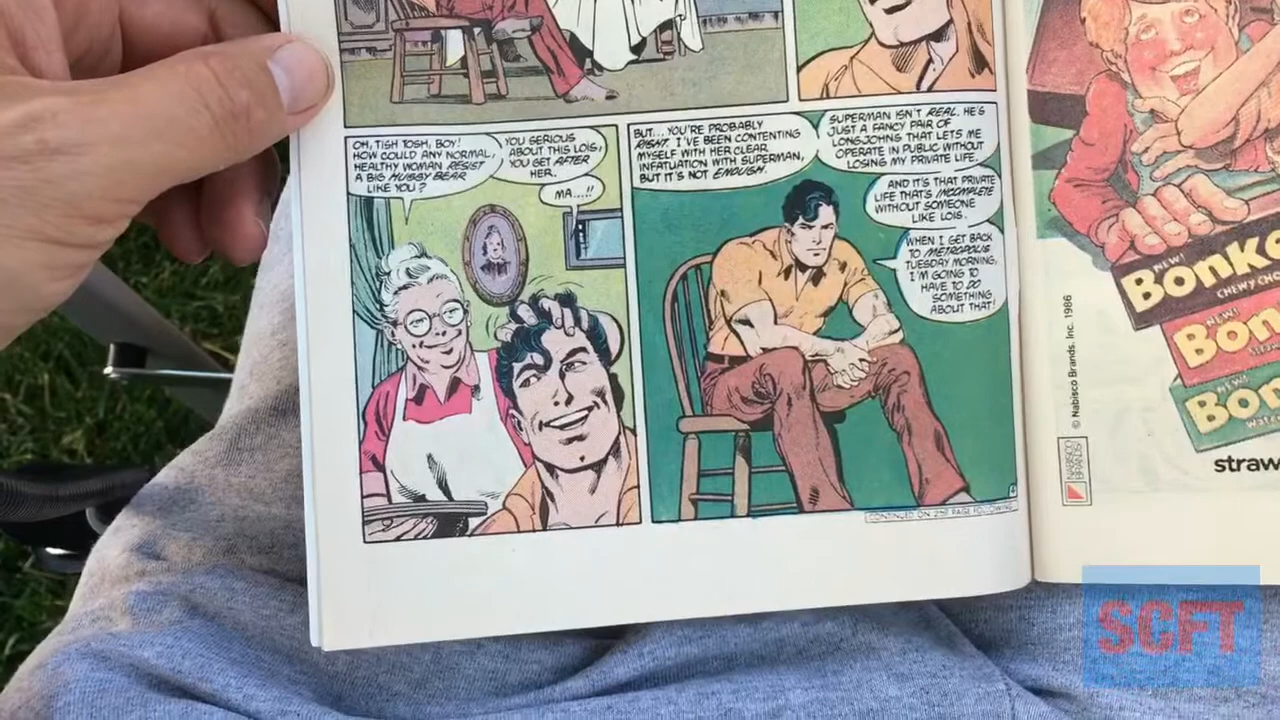 OH, TISH TOSH, BOY!
HOW COULD ANY NORMAL,
HEALTHY WOMAN RESIST
A BIG HUGGY BEAR
LIKE YOU?
YOU SERIOUS
ABOUT THIS LOIS,
YOU GET AFTER
HER.
MA....!!
BUT... YOU'RE PROBABLY
RIGHT. I'VE BEEN CONTENTING
MYSELF WITH HER CLEAR
INFATUATION WITH SUPERMAN,
BUT IT'S NOT ENOUGH.
SUPERMAN ISN'T REAL. HE'S
JUST A FANCY PAIR OF
LONGJOHNS THAT LETS ME
OPERATE IN PUBLIC WITHOUT
LOSING MY PRIVATE LIFE.
AND IT'S THAT PRIVATE
LIFE THAT'S INCOMPLETE
WITHOUT SOMEONE
LIKE LOIS.
WHEN I GET BACK
TO METROPOLIS
TUESDAY MORNING,
I'M GOING TO
HAVE TO DO
SOMETHING
ABOUT THAT!
CONTINUED ON 2ND PAGE FOLLOWING
© Nabisco Brands. Inc. 1986
NABISCO
BRANDS
NEW!
Bonko
CHEWY CHO
NEW!
Bon
NEW!
Bon
straw
SCFT